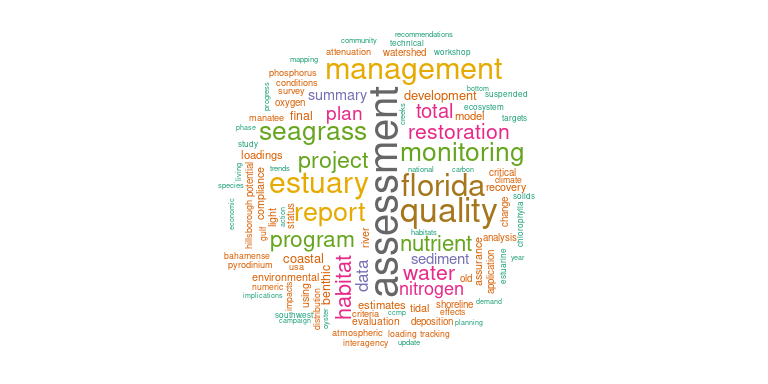 recommendations
community
technical
attenuation
watershed
workshop
mapping
management
phosphorus
conditions
survey
progress
oxygen
summary
assessment
development
bottom
suspended
manatee
final
plan
creeks
total
ecosystem
model
targets
phase
seagrass
restoration
study
loadings
project
monitoring
trends
national
carbon
critical
climate
recovery
living
species
potential
compliance
estuary
florida
solids
economic
hillsborough
gulf
light
action
status
report
quality
change
chlorophylla
program
river
habitats
nutrient
analysis
assurance
bahamense
pyrodinium
coastal
usa
habitat
data
sediment
water
old
application
estuarine
year
environmental
numeric
implications
impacts
using
benthic
nitrogen
distribution
southwest
campaign
oyster
estimates
criteria
ccmp
tidal
shoreline
demand
effects
evaluation
deposition
planning
atmospheric
loading
tracking
interagency
update